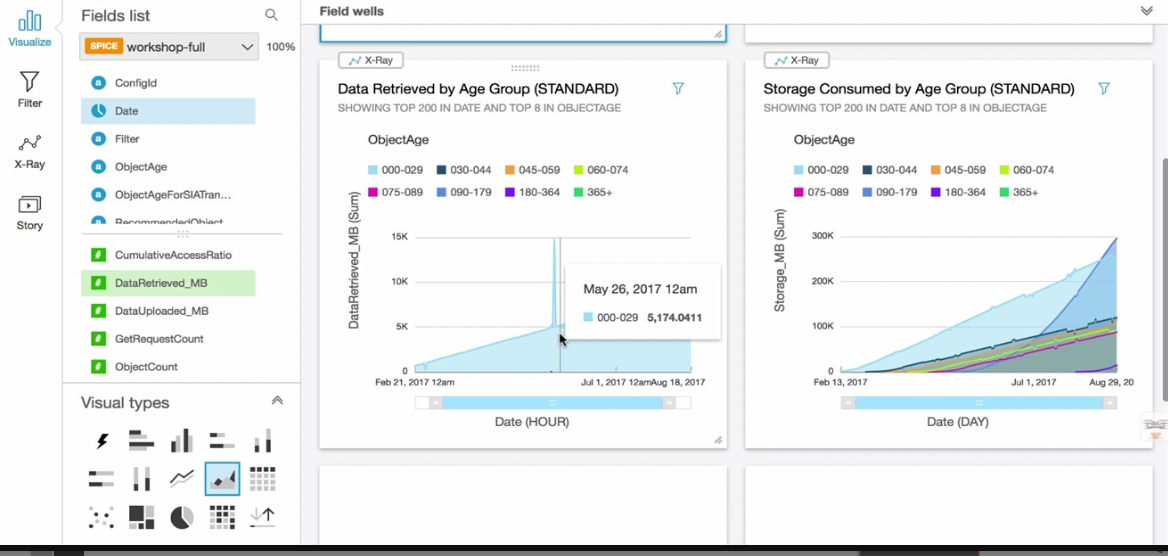 Visualize
Filter
X-Ray
Story
Fields list
SPICE workshop-full 100%
ConfigId
Date
Filter
ObjectAge
ObjectAgeForSIATran...
RecommendedObject
CumulativeAccessRatio
DataRetrieved_MB
DataUploaded_MB
GetRequestCount
ObjectCount
Visual types
Field wells
X-Ray
Data Retrieved by Age Group (STANDARD)
SHOWING TOP 200 IN DATE AND TOP 8 IN OBJECTAGE
ObjectAge
000-029 030-044 045-059 060-074
075-089 090-179 180-364 365+
DataRetrieved_MB (Sum)
15K
10K
5K
0
May 26, 2017 12am
000-029 5,174.0411
Feb 21, 2017 12am Jul 1, 2017 12amAug 18, 2017
Date (HOUR)
X-Ray
Storage Consumed by Age Group (STANDARD)
SHOWING TOP 200 IN DATE AND TOP 8 IN OBJECTAGE
ObjectAge
000-029 030-044 045-059 060-074
075-089 090-179 180-364 365+
Storage_MB (Sum)
300K
200K
100K
0
Feb 13, 2017 Jul 1, 2017 Aug 29, 20
Date (DAY)